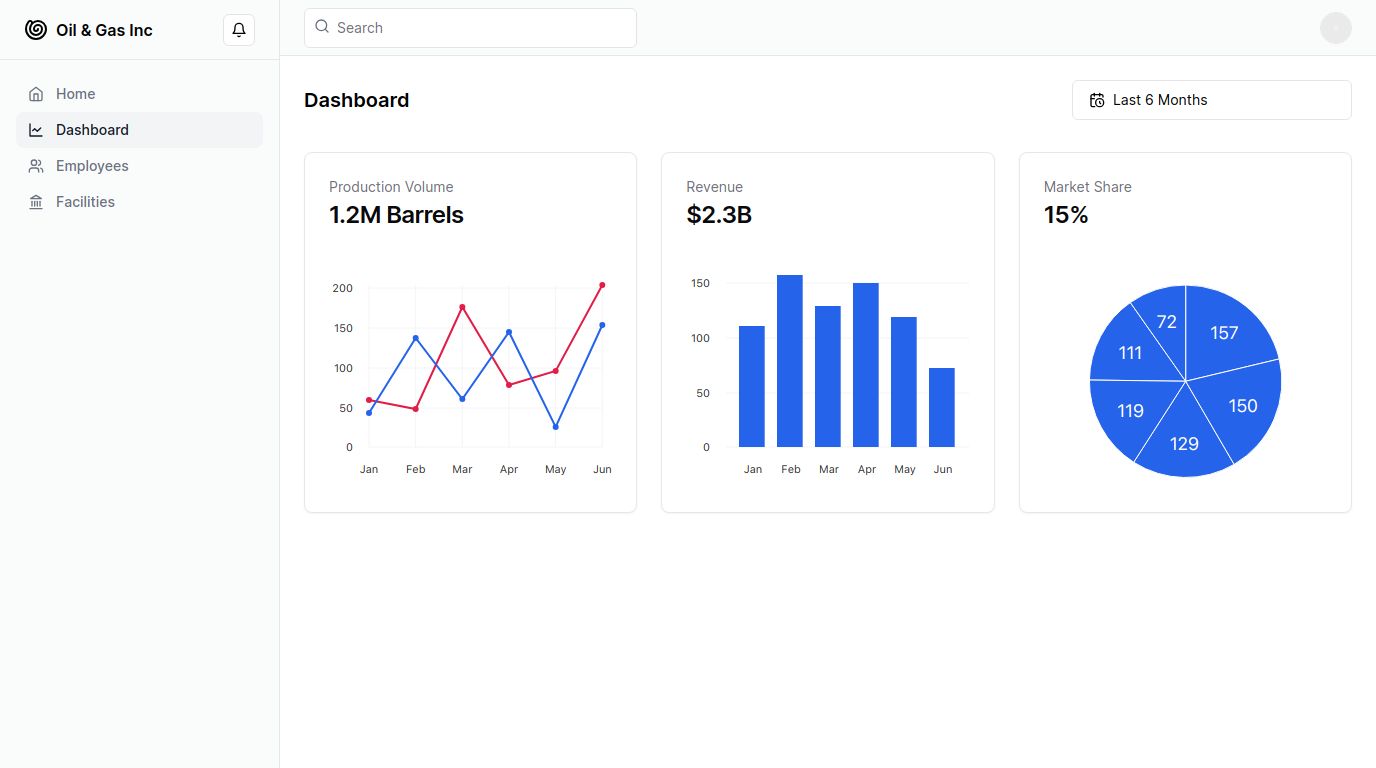 Oil & Gas Inc
Search
Home
Dashboard
Employees
Facilities
Dashboard
Last 6 Months
Production Volume
1.2M Barrels
200
150
100
50
0
Jan Feb Mar Apr May Jun
Revenue
$2.3B
150
100
50
0
Jan Feb Mar Apr May Jun
Market Share
15%
72 157
111
150
119
129